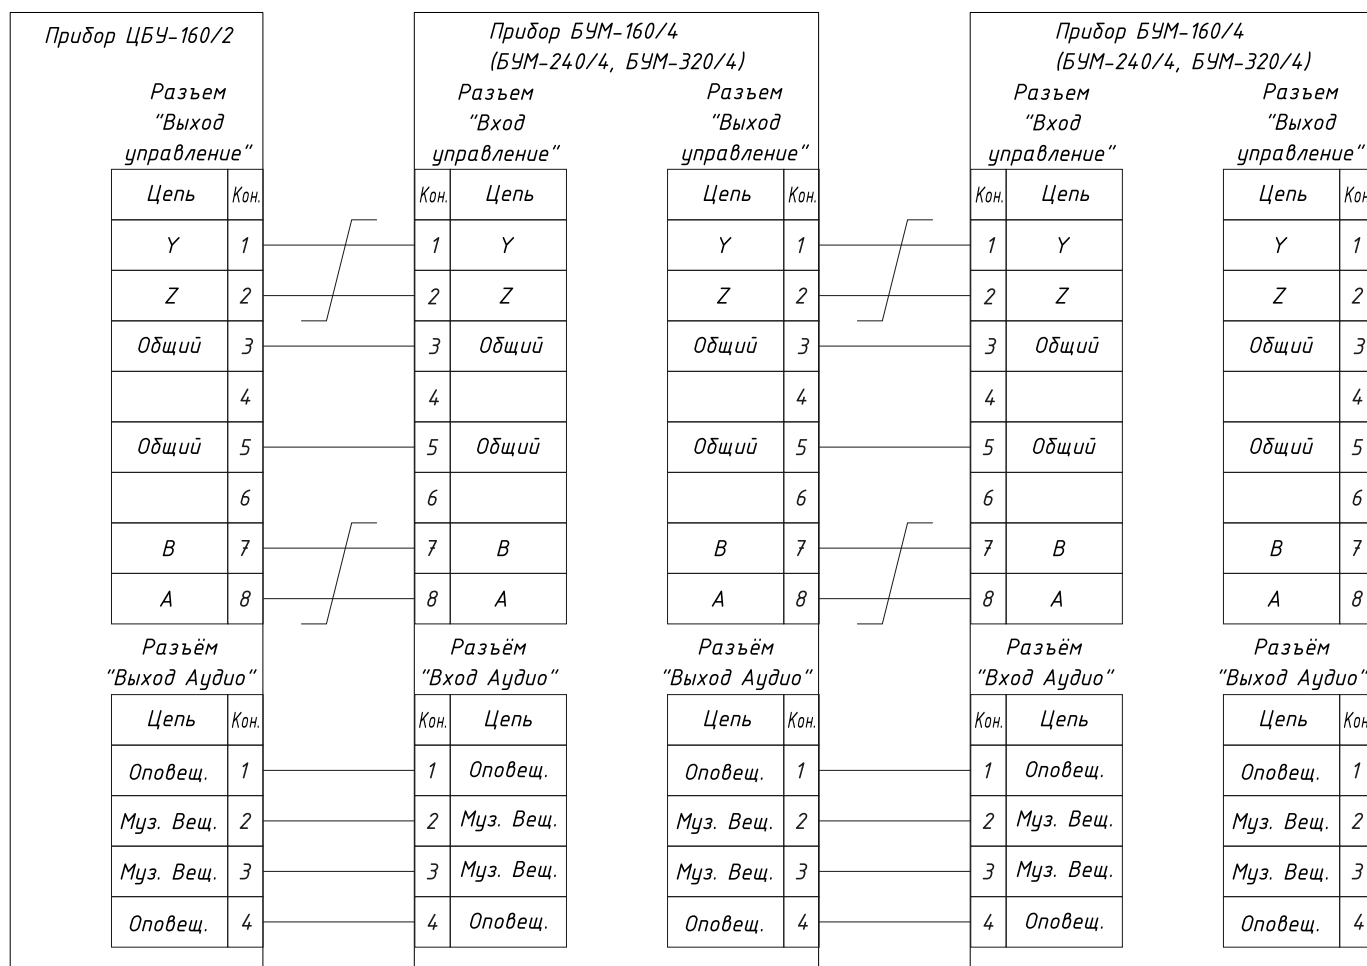 Прибор ЦБУ-160/2
Разъем
"Выход
управление"
Цепь Кон.
Y 1
Z 2
Общий 3
4
Общий 5
6
B 7
A 8
Разъём
"Выход Аудио"
Цепь Кон.
Оповещ. 1
Муз. Вещ. 2
Муз. Вещ. 3
Оповещ. 4
Прибор БУМ-160/4
(БУМ-240/4, БУМ-320/4)
Разъем
"Вход
управление"
Кон. Цепь
1 Y
2 Z
3 Общий
4
5 Общий
6
7 B
8 A
Разъём
"Вход Аудио"
Кон. Цепь
1 Оповещ.
2 Муз. Вещ.
3 Муз. Вещ.
4 Оповещ.
Разъем
"Выход
управление"
Цепь Кон.
Y 1
Z 2
Общий 3
4
Общий 5
6
B 7
A 8
Разъём
"Выход Аудио"
Цепь Кон.
Оповещ. 1
Муз. Вещ. 2
Муз. Вещ. 3
Оповещ. 4
Прибор БУМ-160/4
(БУМ-240/4, БУМ-320/4)
Разъем
"Вход
управление"
Кон. Цепь
1 Y
2 Z
3 Общий
4
5 Общий
6
7 B
8 A
Разъём
"Вход Аудио"
Кон. Цепь
1 Оповещ.
2 Муз. Вещ.
3 Муз. Вещ.
4 Оповещ.
Разъем
"Выход
управление"
Цепь Кон
Y 1
Z 2
Общий 3
4
Общий 5
6
B 7
A 8
Разъём
"Выход Аудио"
Цепь Кон
Оповещ. 1
Муз. Вещ. 2
Муз. Вещ. 3
Оповещ. 4